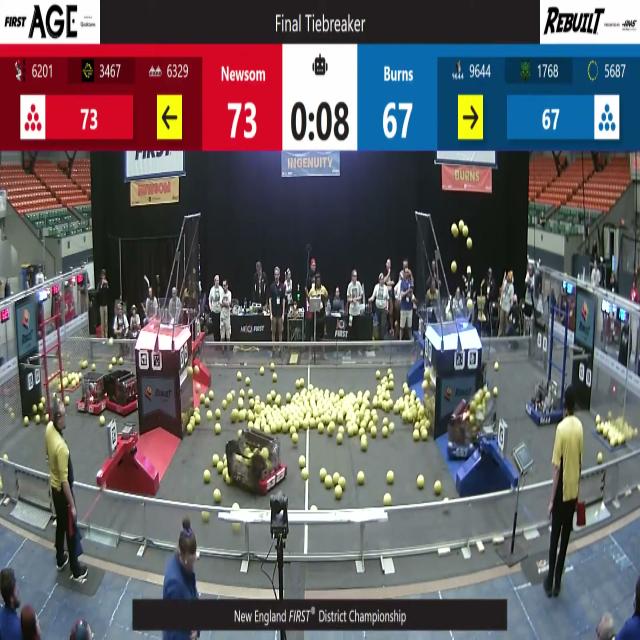 FIRST AGE
Final Tiebreaker
REBUILT
6201 3467 6329 Newsom Burns 9644 1768 5687
73 73 0:08 67 67
FIRST
INGENUITY
NEWSOM
BURNS
FIRST
New England FIRST® District Championship